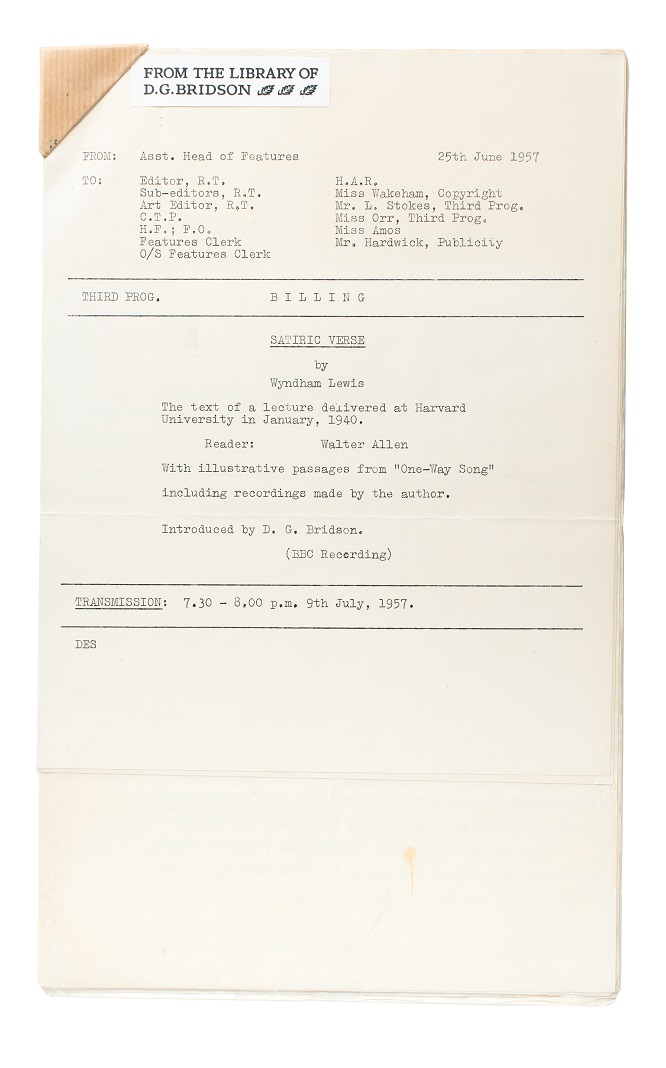 FROM THE LIBRARY OF
D.G.BRIDSON
FROM: Asst. Head of Features 25th June 1957
TO: Editor, R.T. H.A.R.
Sub-editors, R.T. Miss Wakeham, Copyright
Art Editor, R.T. Mr. L. Stokes, Third Prog.
C.T.P. Miss Orr, Third Prog.
H.F.; F.O. Miss Amos
Features Clerk Mr. Hardwick, Publicity
O/S Features Clerk
THIRD PROG. B I L L I N G
SATIRIC VERSE
by
Wyndham Lewis
The text of a lecture delivered at Harvard
University in January, 1940.
Reader: Walter Allen
With illustrative passages from "One-Way Song"
including recordings made by the author.
Introduced by D. G. Bridson.
(BBC Recording)
TRANSMISSION: 7.30 - 8.00 p.m. 9th July, 1957.
DES